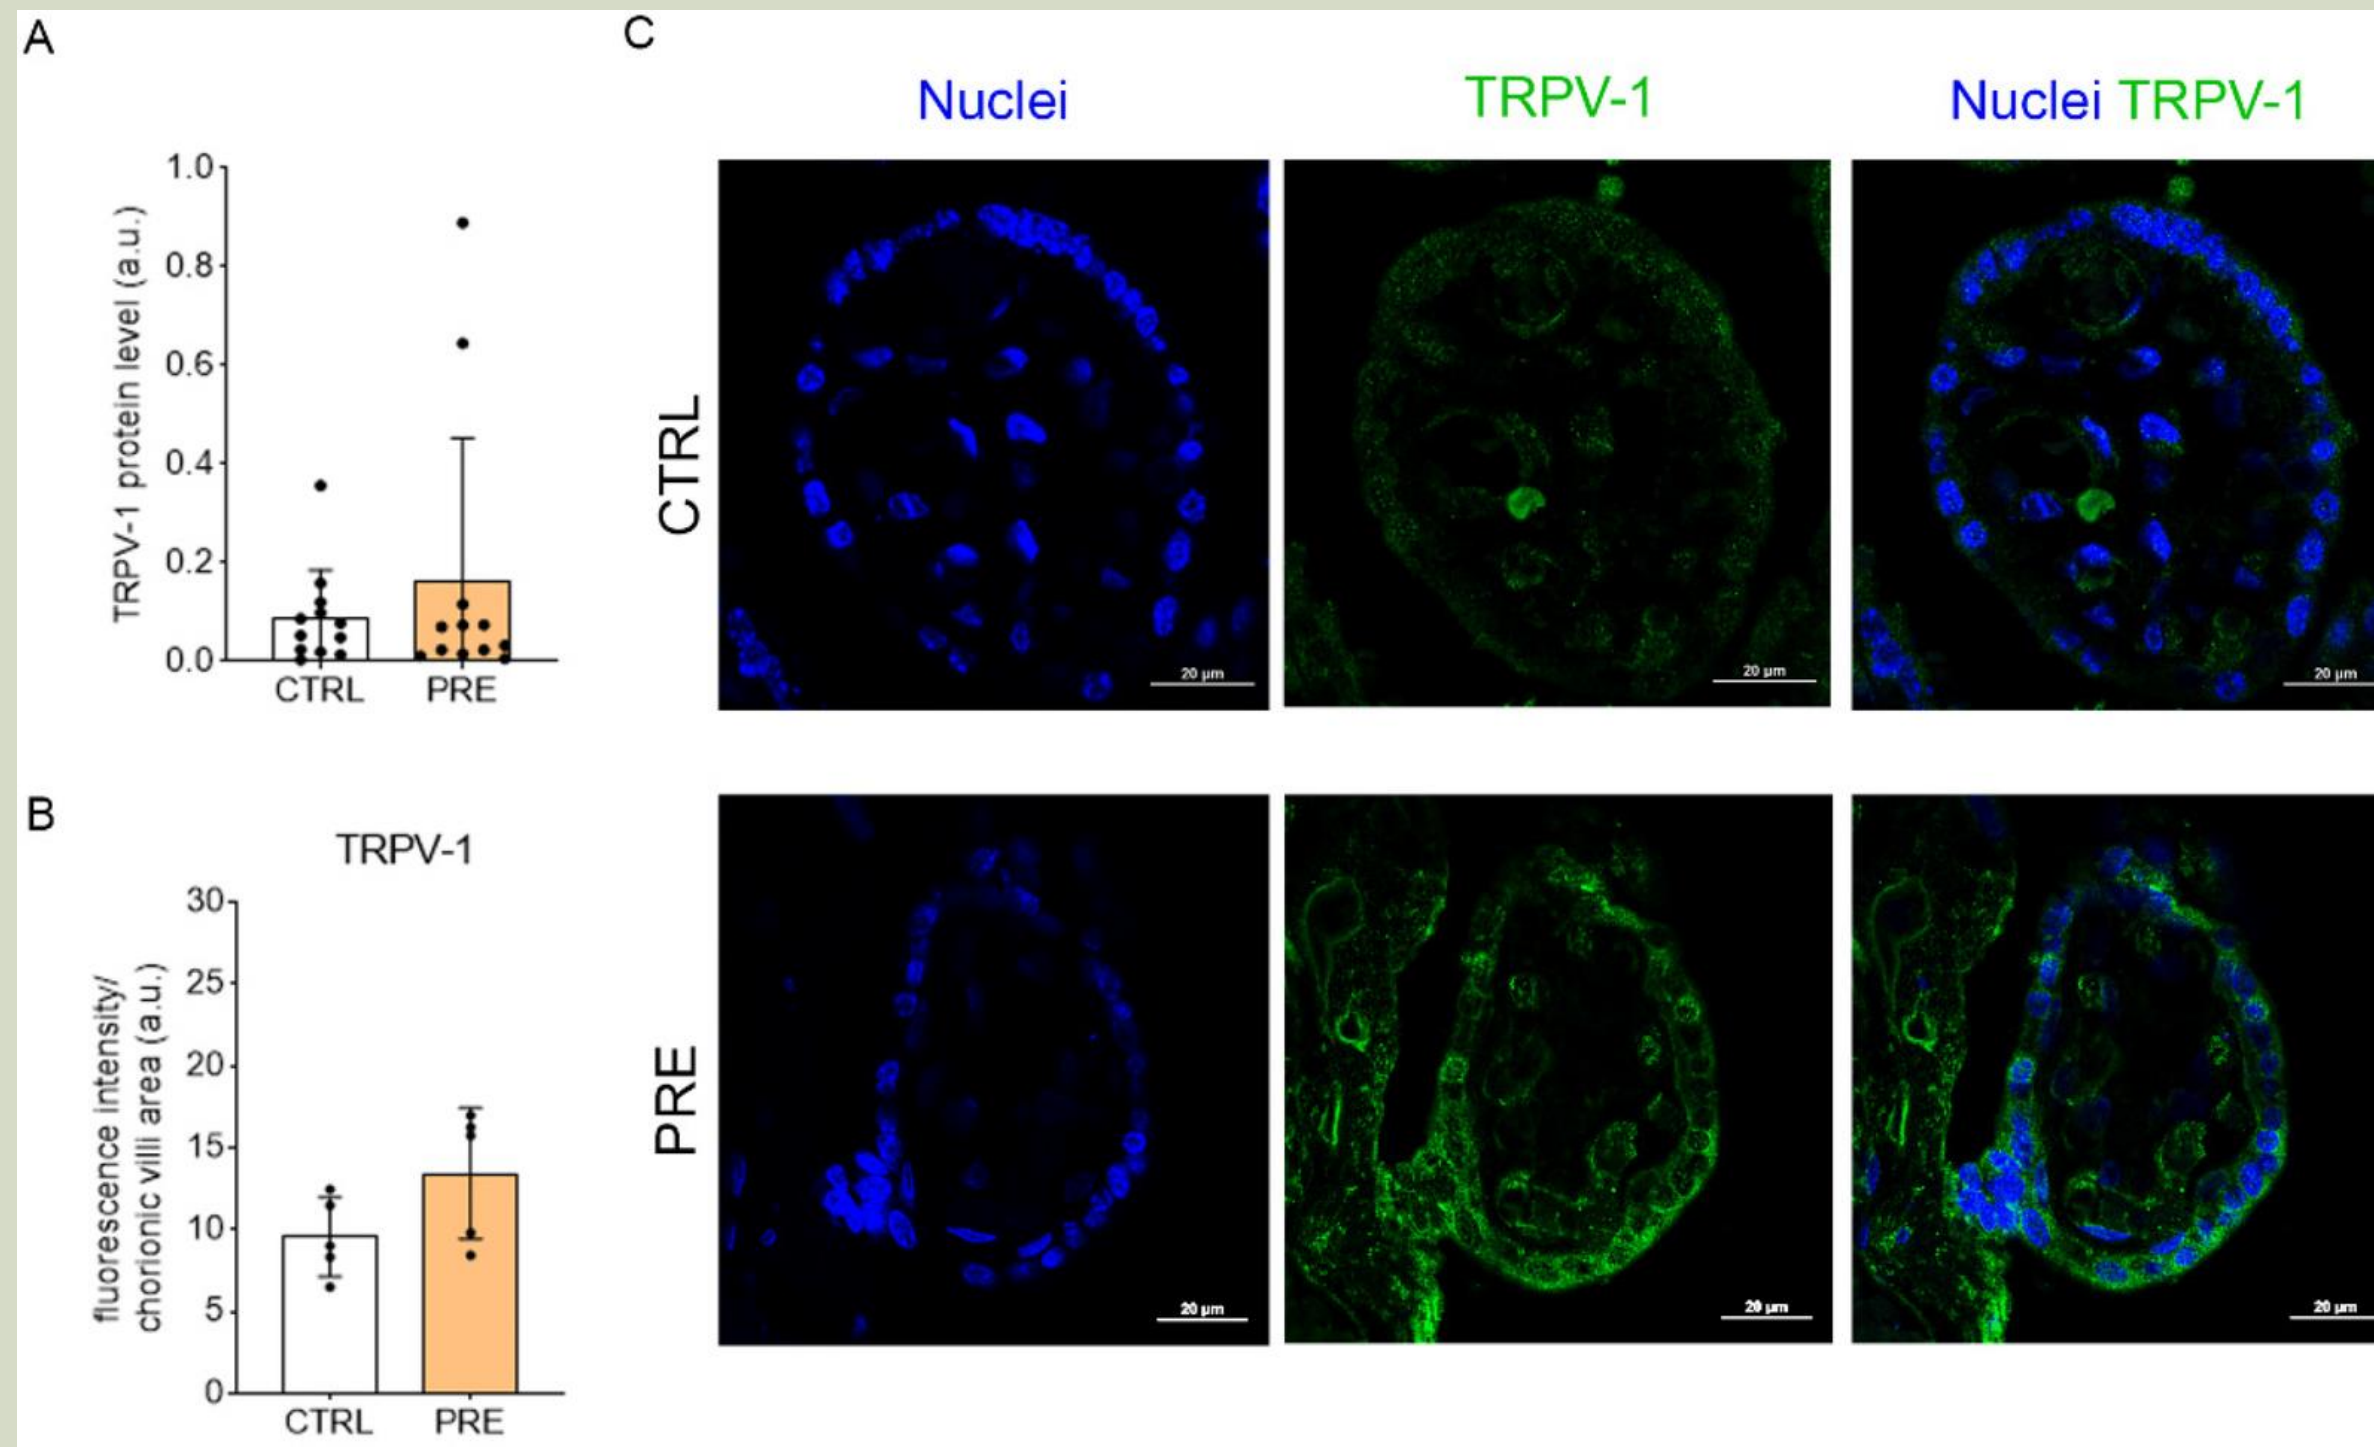 A
C
Nuclei
TRPV-1
Nuclei TRPV-1
TRPV-1 protein level (a.u.)
1.0
0.8
0.6
0.4
0.2
0.0
CTRL
PRE
CTRL
20 µm
20 µm
20 µm
B
TRPV-1
fluorescence intensity/
chorionic villi area (a.u.)
30
25
20
15
10
5
0
CTRL
PRE
PRE
20 µm
20 µm
20 µm